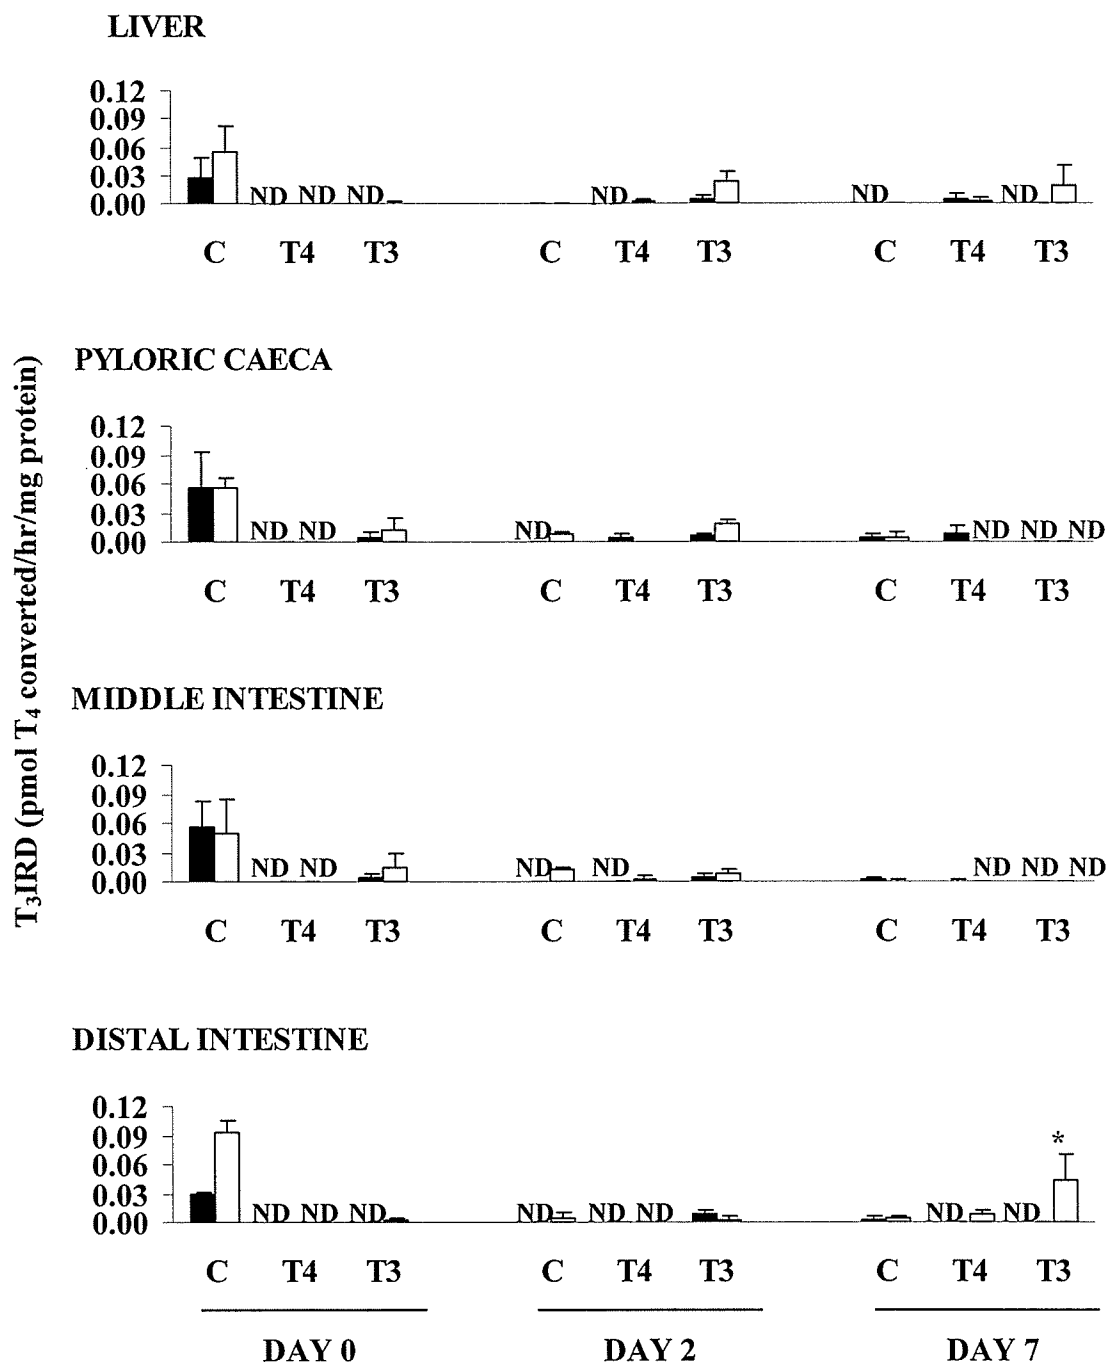 LIVER
0.12
0.09
0.06
0.03
0.00
ND ND ND ND ND ND
C T4 T3 C T4 T3 C T4 T3
PYLORIC CAECA
0.12
0.09
0.06
0.03
0.00
ND ND ND ND ND ND
C T4 T3 C T4 T3 C T4 T3
MIDDLE INTESTINE
0.12
0.09
0.06
0.03
0.00
ND ND ND ND ND ND ND
C T4 T3 C T4 T3 C T4 T3
DISTAL INTESTINE
0.12
0.09
0.06
0.03
0.00
ND ND ND ND ND ND ND ND *
C T4 T3 C T4 T3 C T4 T3
DAY 0 DAY 2 DAY 7
T3IRD (pmol T4 converted/hr/mg protein)